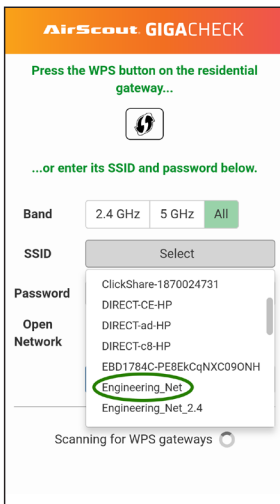 AirScout. GIGACHECK
Press the WPS button on the residential
gateway...
...or enter its SSID and password below.
Band 2.4 GHz 5 GHz All
SSID Select
ClickShare-1870024731
Password
DIRECT-CE-HP
DIRECT-ad-HP
Open
Network
DIRECT-c8-HP
EBD1784C-PE8EkCqNXC09ONH
Engineering_Net
Engineering_Net_2.4
Scanning for WPS gateways